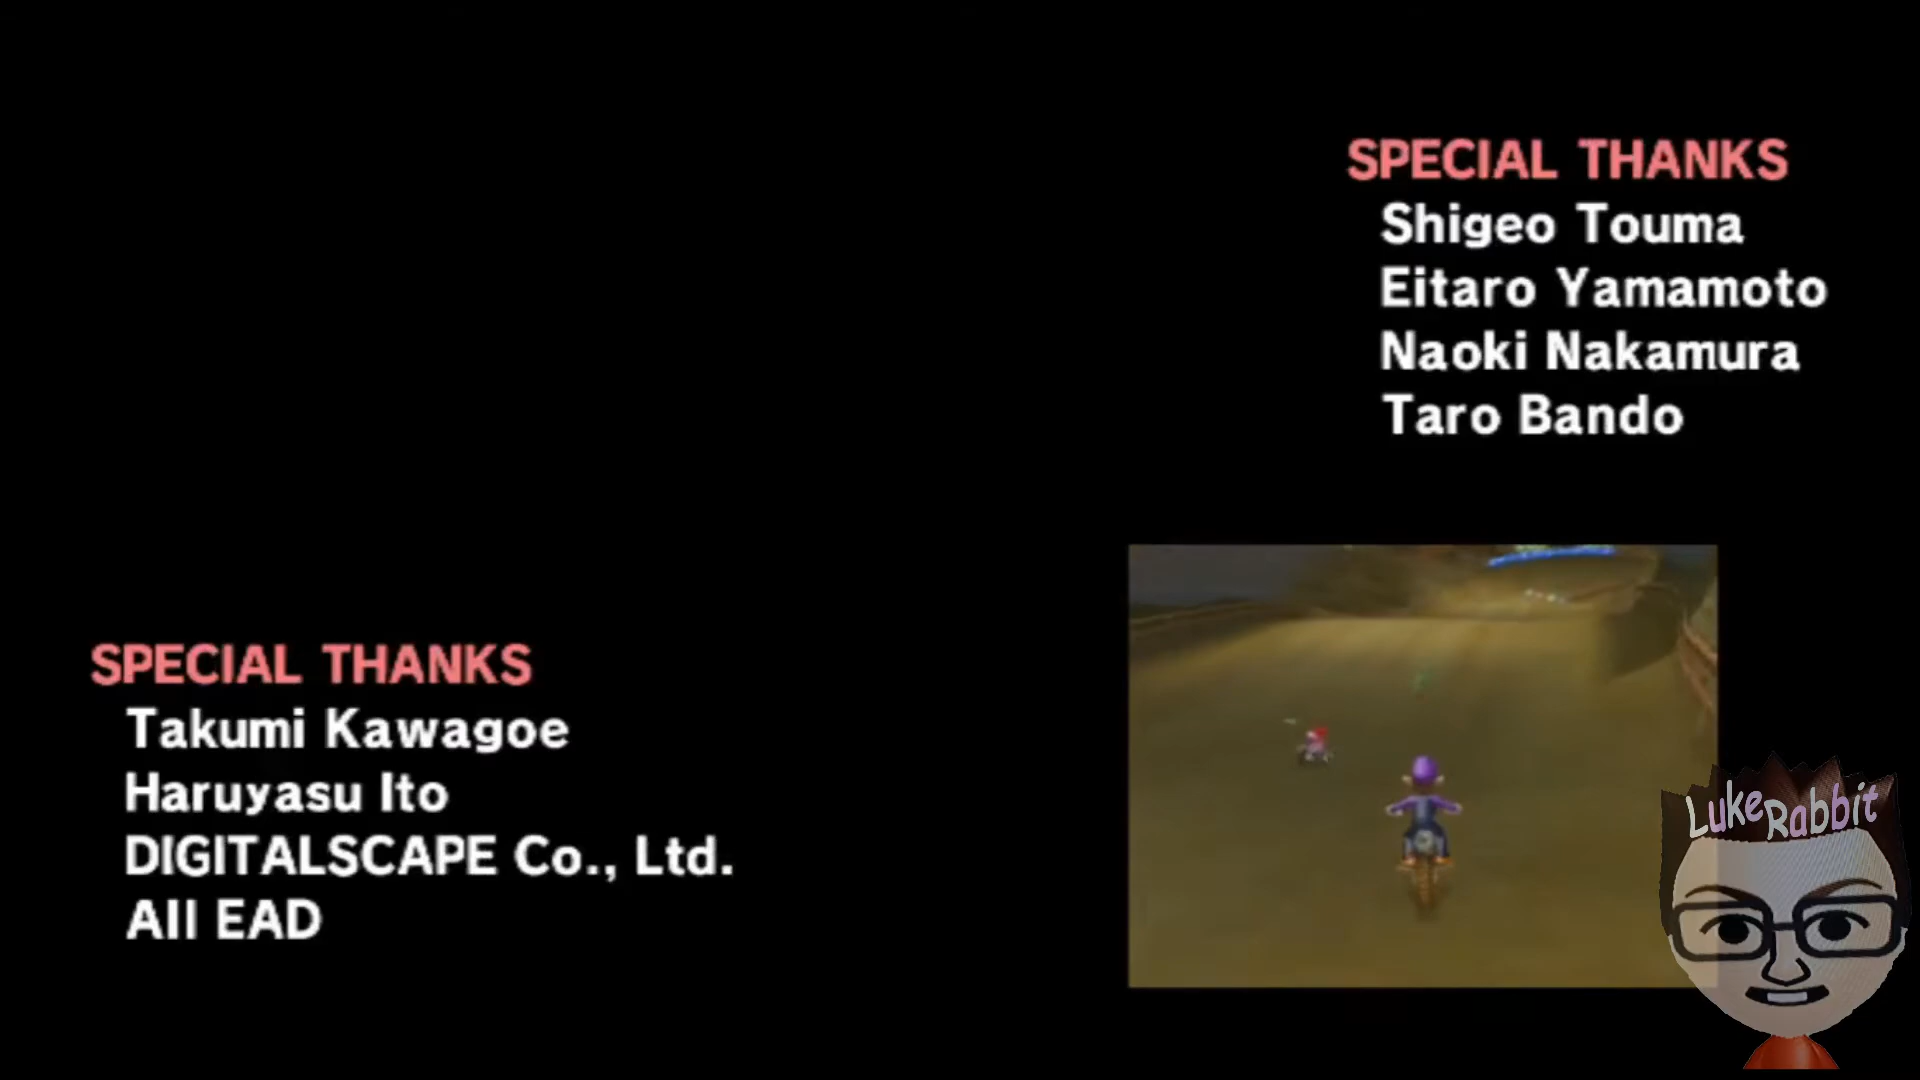 SPECIAL THANKS
Shigeo Touma
Eitaro Yamamoto
Naoki Nakamura
Taro Bando
SPECIAL THANKS
Takumi Kawagoe
Haruyasu Ito
DIGITALSCAPE Co., Ltd.
All EAD
LukeRabbit